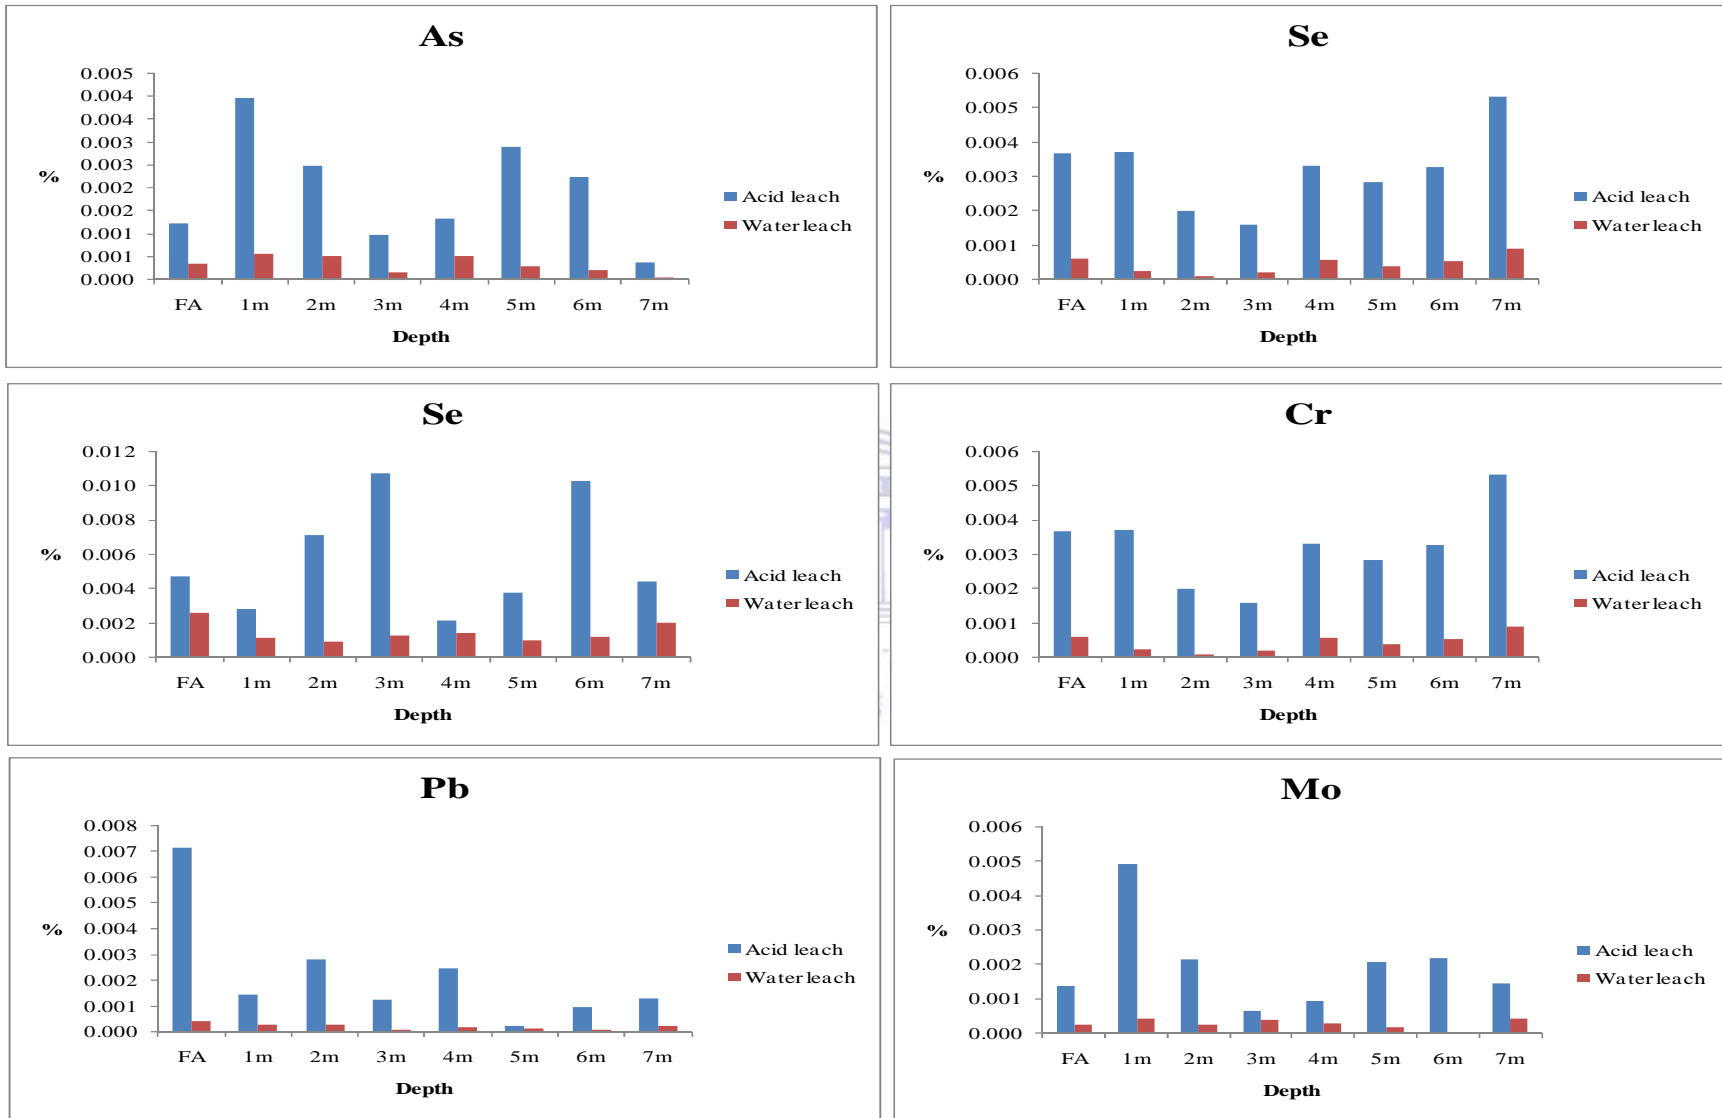 As
0.005
0.004
0.004
0.003
0.003
0.002
0.002
0.001
0.001
0.000
%
FA 1m 2m 3m 4m 5m 6m 7m
Depth
Acid leach
Water leach
Se
0.006
0.005
0.004
0.003
0.002
0.001
0.000
%
FA 1m 2m 3m 4m 5m 6m 7m
Depth
Acid leach
Water leach
Se
0.012
0.010
0.008
0.006
0.004
0.002
0.000
%
FA 1m 2m 3m 4m 5m 6m 7m
Depth
Acid leach
Water leach
Cr
0.006
0.005
0.004
0.003
0.002
0.001
0.000
%
FA 1m 2m 3m 4m 5m 6m 7m
Depth
Acid leach
Water leach
Pb
0.008
0.007
0.006
0.005
0.004
0.003
0.002
0.001
0.000
%
FA 1m 2m 3m 4m 5m 6m 7m
Depth
Acid leach
Water leach
Mo
0.006
0.005
0.004
0.003
0.002
0.001
0.000
%
FA 1m 2m 3m 4m 5m 6m 7m
Depth
Acid leach
Water leach